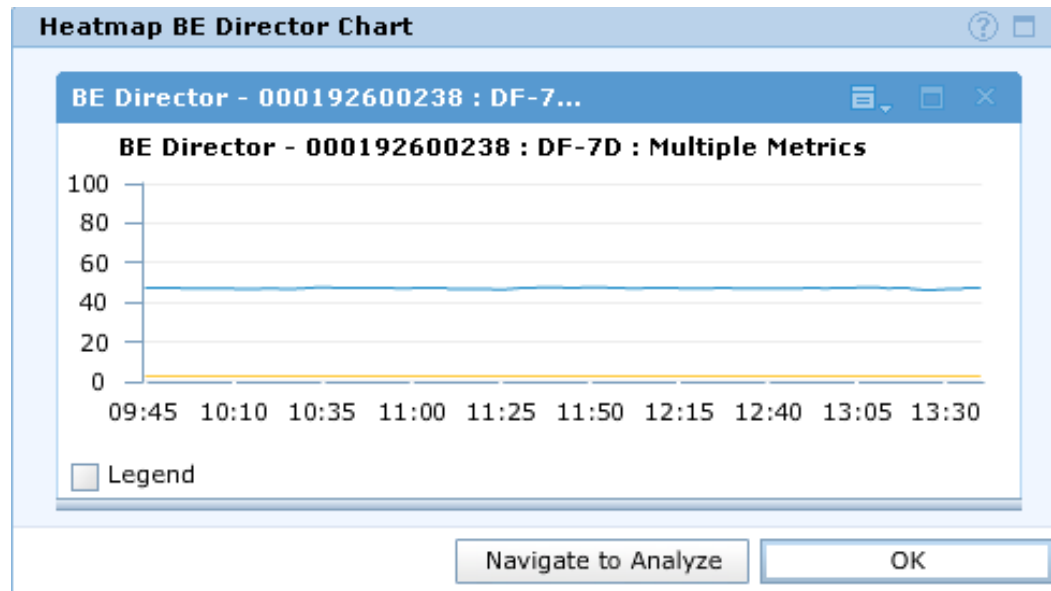 Heatmap BE Director Chart
BE Director - 000192600238 : DF-7...
BE Director - 000192600238 : DF-7D : Multiple Metrics
100
80
60
40
20
0
09:45 10:10 10:35 11:00 11:25 11:50 12:15 12:40 13:05 13:30
Legend
Navigate to Analyze OK